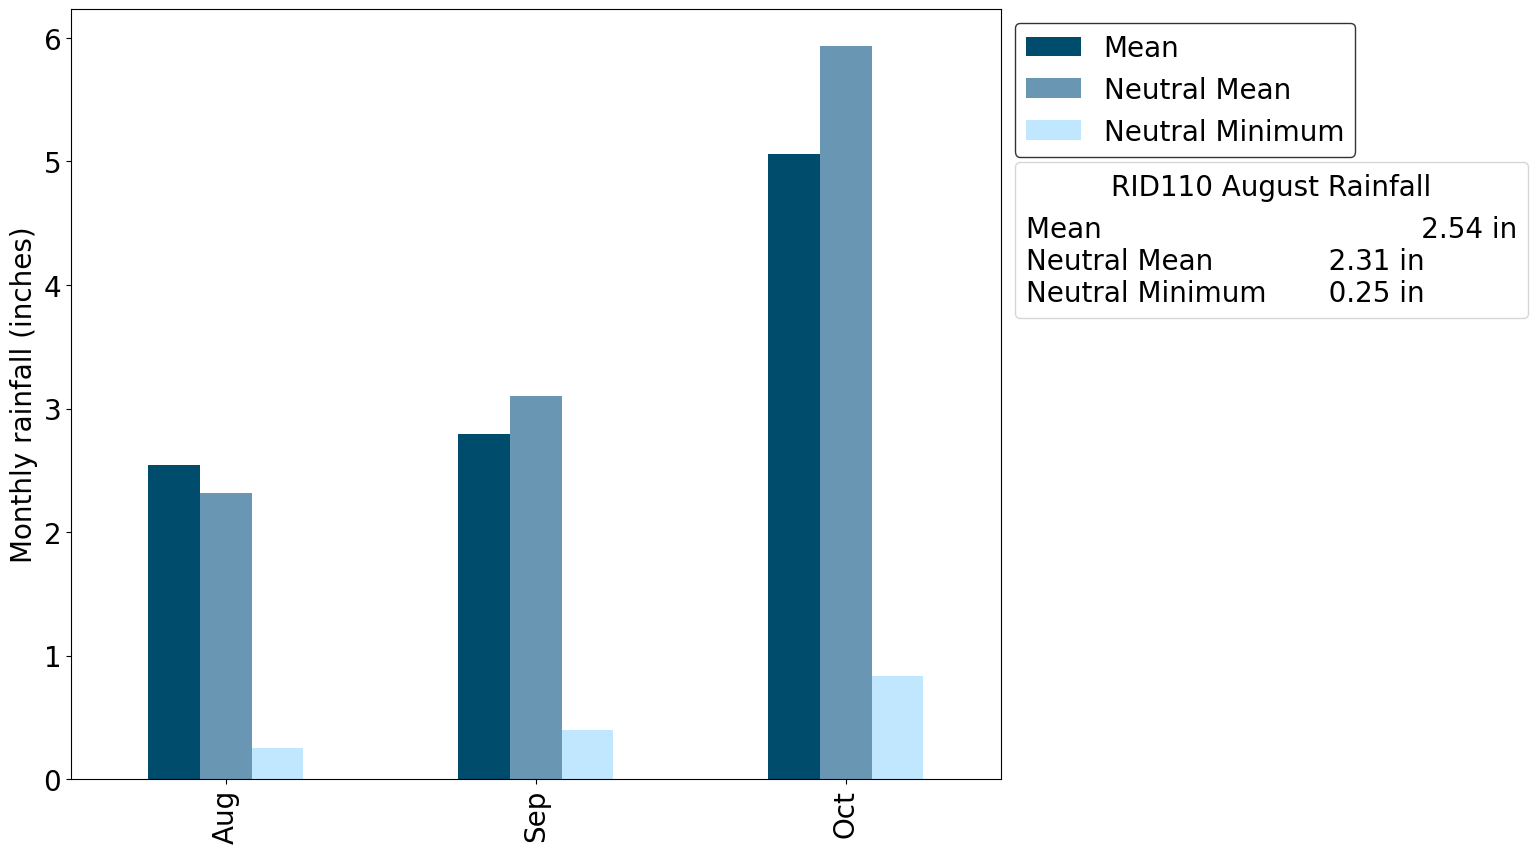 Monthly rainfall (inches)
6
5
4
3
2
1
0
Aug
Sep
Oct
Mean
Neutral Mean
Neutral Minimum
RID110 August Rainfall
Mean 2.54 in
Neutral Mean 2.31 in
Neutral Minimum 0.25 in